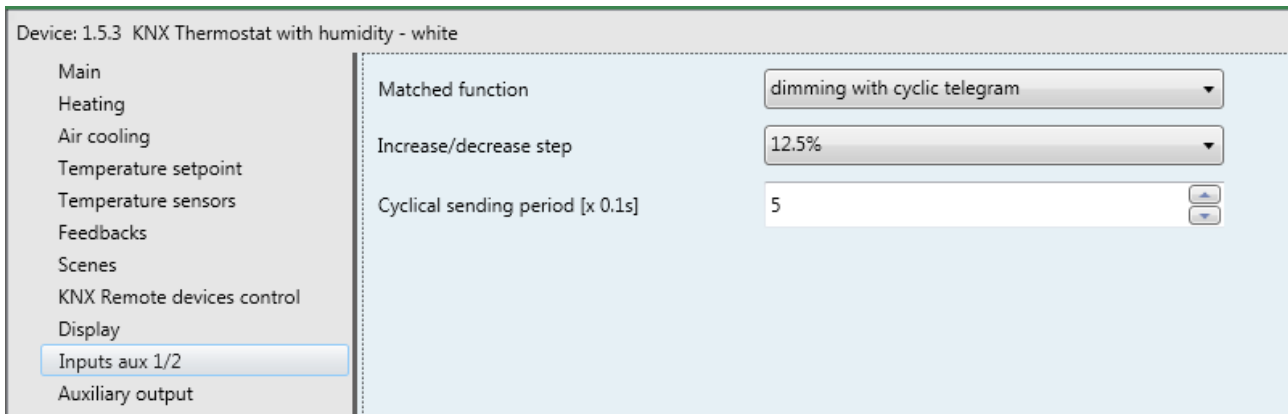 Device: 1.5.3 KNX Thermostat with humidity - white
Main
Heating
Air cooling
Temperature setpoint
Temperature sensors
Feedbacks
Scenes
KNX Remote devices control
Display
Inputs aux 1/2
Auxiliary output
Matched function dimming with cyclic telegram
Increase/decrease step 12.5%
Cyclical sending period [x 0.1s] 5